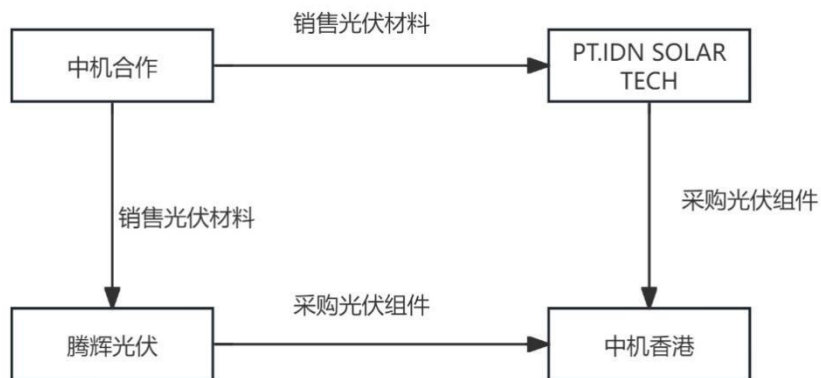 销售光伏材料
中机合作
PT.IDN SOLAR
TECH
销售光伏材料
采购光伏组件
采购光伏组件
腾辉光伏
中机香港